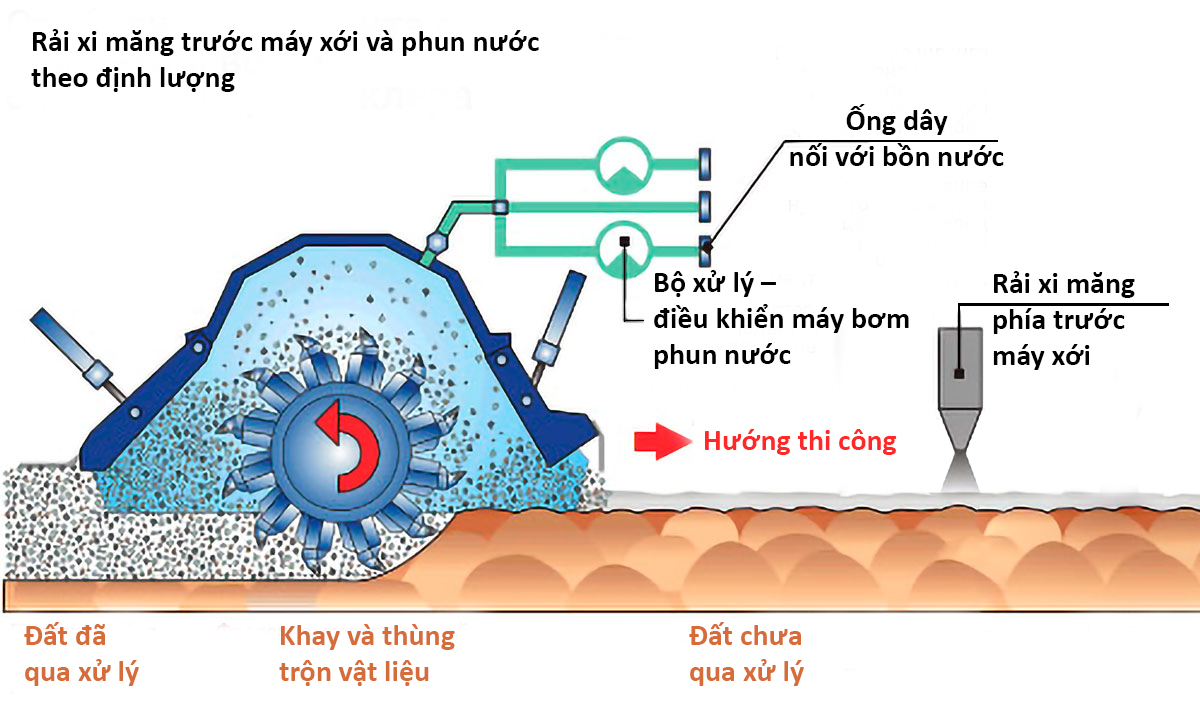 Rải xi măng trước máy xới và phun nước
theo định lượng
Ống dây
nối với bồn nước
Bộ xử lý –
điều khiển máy bơm
phun nước
Rải xi măng
phía trước
máy xới
Hướng thi công
Đất đã
qua xử lý
Khay và thùng
trộn vật liệu
Đất chưa
qua xử lý